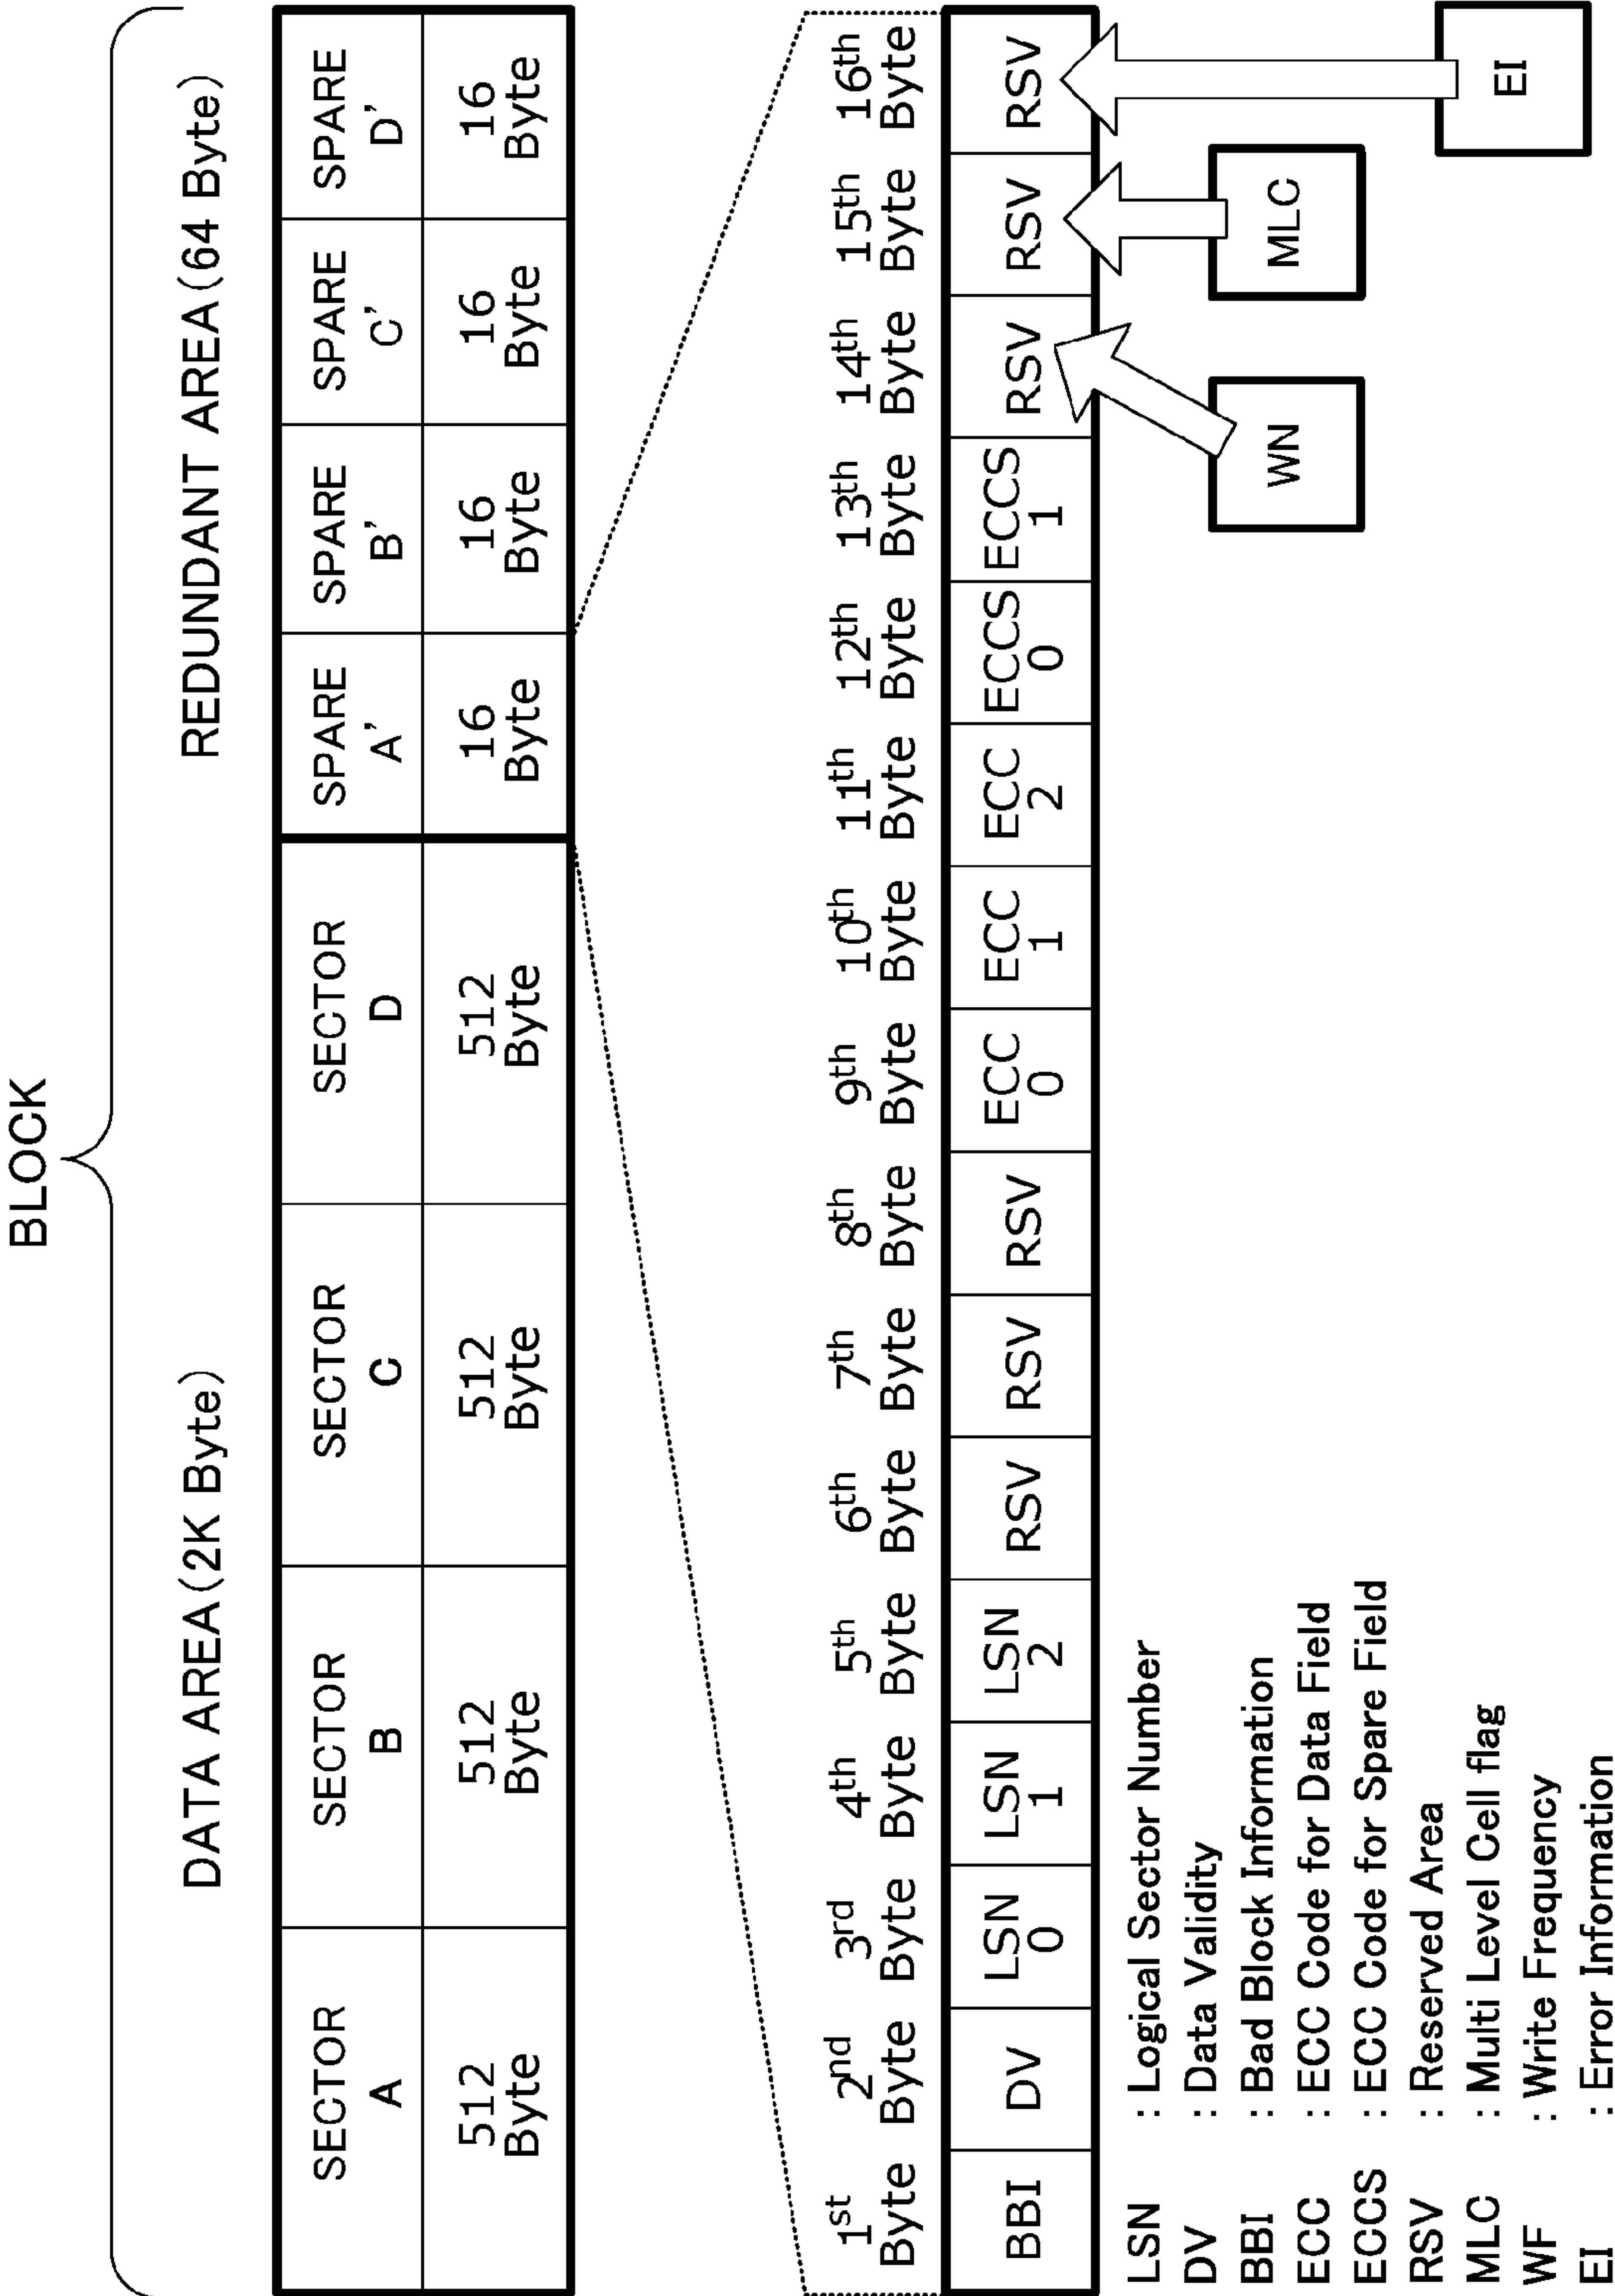 BLOCK
DATA AREA(2K Byte) REDUNDANT AREA(64 Byte)
SECTOR A SECTOR B SECTOR C SECTOR D SPARE A' SPARE B' SPARE C' SPARE D'
512 Byte 512 Byte 512 Byte 512 Byte 16 Byte 16 Byte 16 Byte 16 Byte
1st Byte 2nd Byte 3rd Byte 4th Byte 5th Byte 6th Byte 7th Byte 8th Byte 9th Byte 10th Byte 11th Byte 12th Byte 13th Byte 14th Byte 15th Byte 16th Byte
BBI DV LSN 0 LSN 1 LSN 2 RSV RSV RSV ECC 0 ECC 1 ECC 2 ECCS 0 ECCS 1 RSV RSV RSV
WN MLC
EI
LSN : Logical Sector Number
DV : Data Validity
BBI : Bad Block Information
ECC : ECC Code for Data Field
ECCS : ECC Code for Spare Field
RSV : Reserved Area
MLC : Multi Level Cell flag
WF : Write Frequency
EI : Error Information